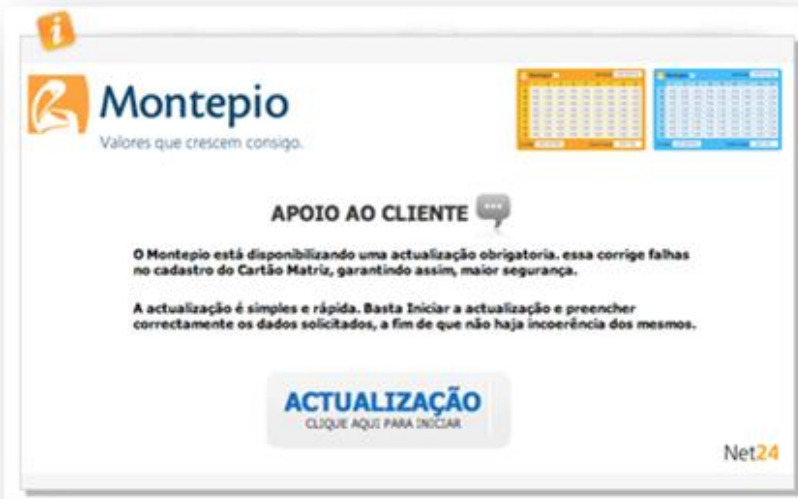 Montepio
Valores que crescem consigo.
APOIO AO CLIENTE
O Montepio está disponibilizando uma actualização obrigatoria. essa corrige falhas
no cadastro do Cartão Matriz, garantindo assim, maior segurança.
A actualização é simples e rápida. Basta Iniciar a actualização e preencher
correctamente os dados solicitados, a fim de que não haja incoerência dos mesmos.
ACTUALIZAÇÃO
CLIQUE AQUI PARA INICIAR
Net24